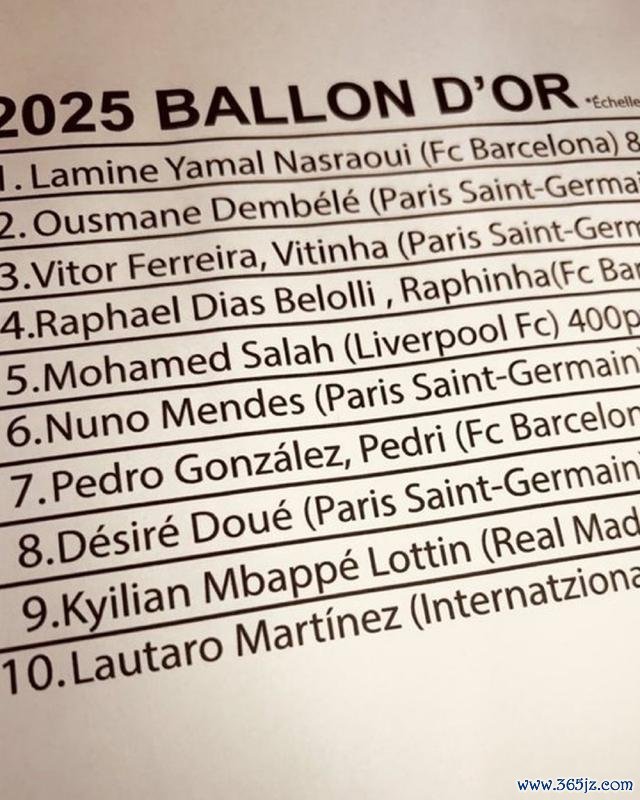 2025 BALLON D'OR *Échelle
1. Lamine Yamal Nasraoui (Fc Barcelona) 8
2. Ousmane Dembélé (Paris Saint-Germai
3.Vitor Ferreira, Vitinha (Paris Saint-Germ
4.Raphael Dias Belolli , Raphinha(Fc Bar
5.Mohamed Salah (Liverpool Fc) 400p
6.Nuno Mendes (Paris Saint-Germain)
7.Pedro González, Pedri (Fc Barcelon
8.Désiré Doué (Paris Saint-Germain)
9.Kyilian Mbappé Lottin (Real Mad
10.Lautaro Martínez (Internatziona
www.365jz.com